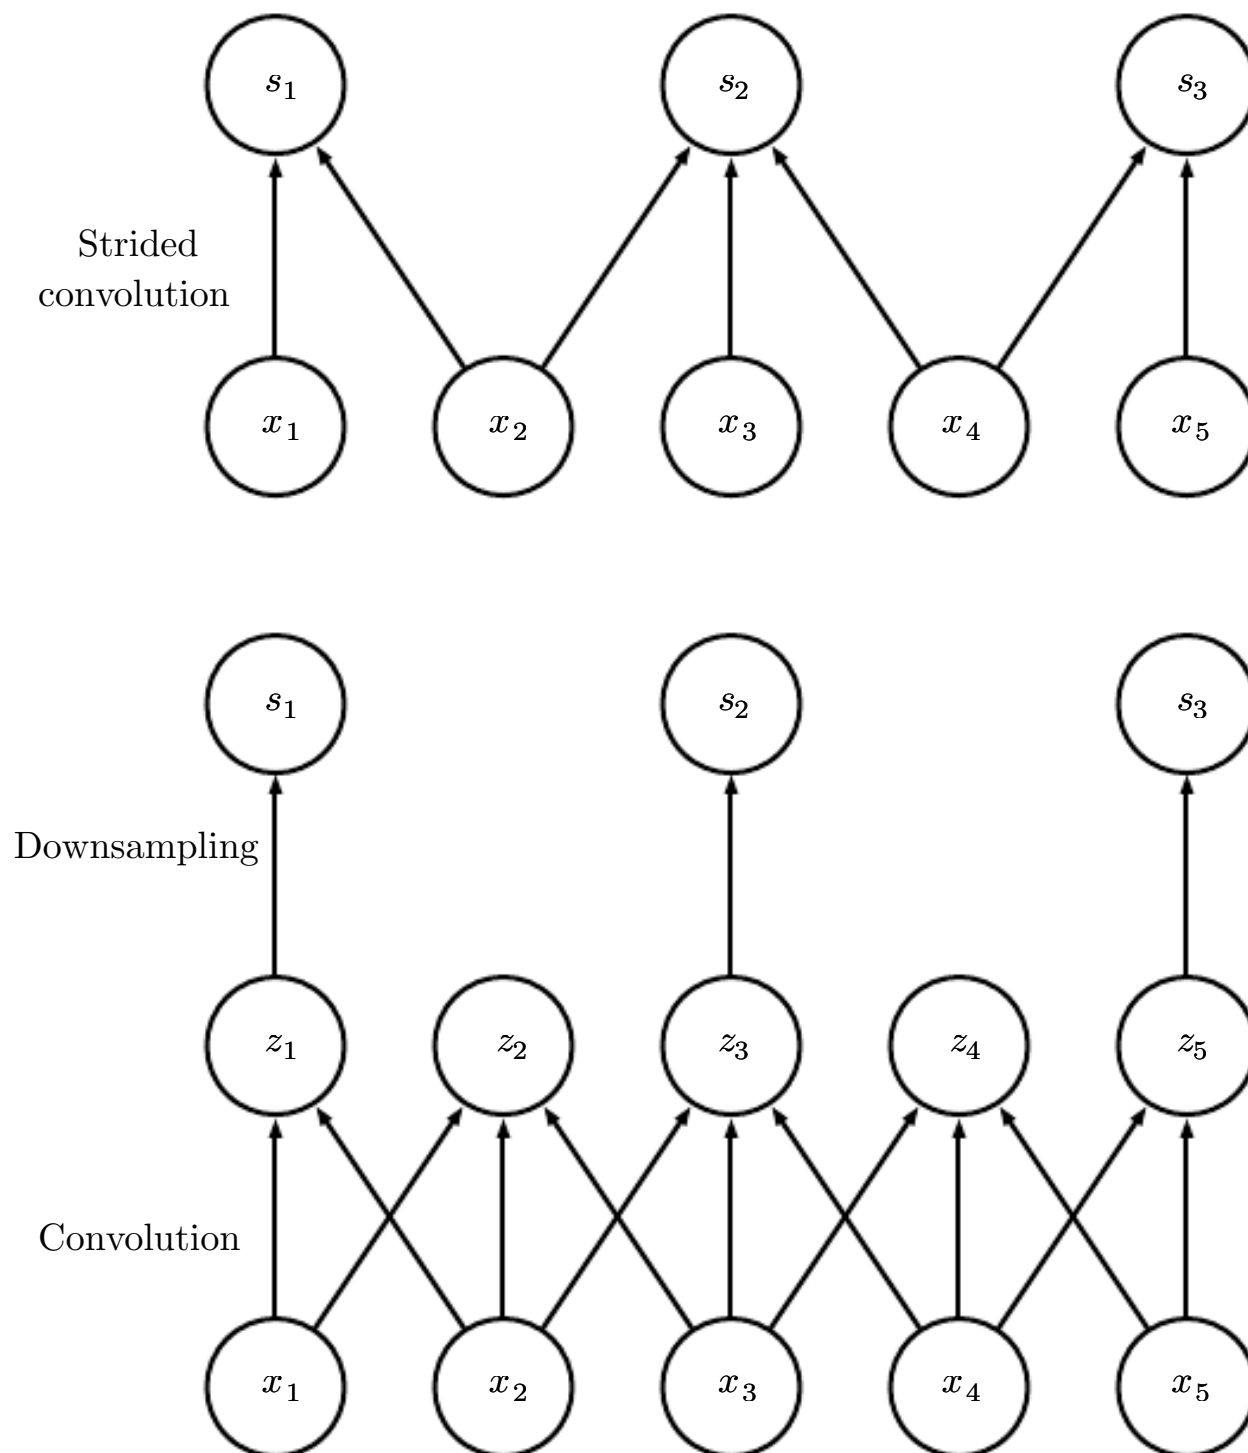 s₁ s₂ s₃
Strided
convolution
x₁ x₂ x₃ x₄ x₅
s₁ s₂ s₃
Downsampling
z₁ z₂ z₃ z₄ z₅
Convolution
x₁ x₂ x₃ x₄ x₅